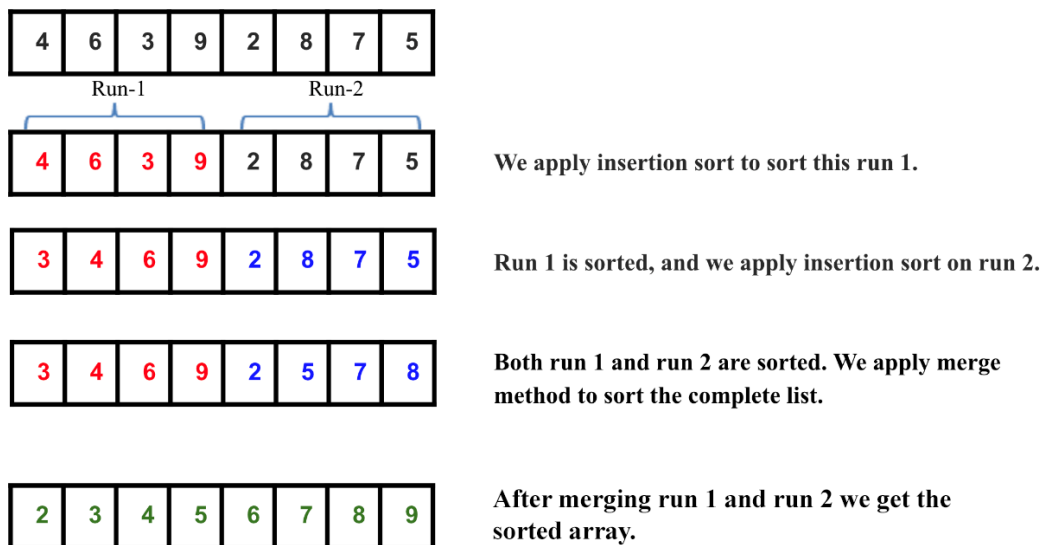 4 6 3 9 2 8 7 5
Run-1 Run-2
4 6 3 9 2 8 7 5
We apply insertion sort to sort this run 1.
3 4 6 9 2 8 7 5
Run 1 is sorted, and we apply insertion sort on run 2.
3 4 6 9 2 5 7 8
Both run 1 and run 2 are sorted. We apply merge
method to sort the complete list.
2 3 4 5 6 7 8 9
After merging run 1 and run 2 we get the
sorted array.